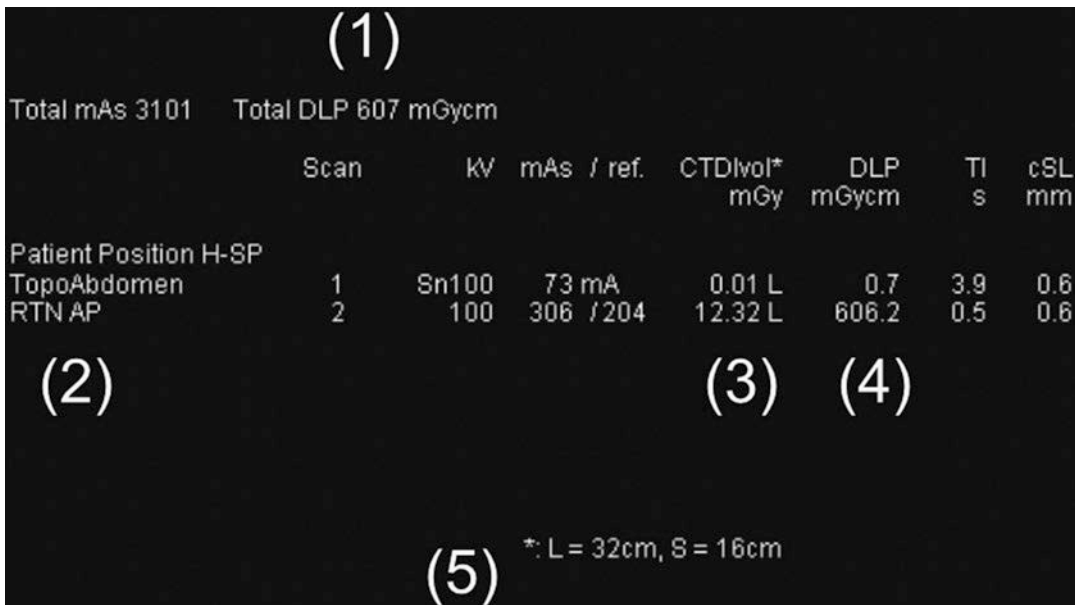 (1)
Total mAs 3101 Total DLP 607 mGycm
Scan kV mAs / ref. CTDIvol* DLP TI cSL
mGy mGycm s mm
Patient Position H-SP
TopoAbdomen 1 Sn100 73 mA 0.01 L 0.7 3.9 0.6
RTN AP 2 100 306 / 204 12.32 L 606.2 0.5 0.6
(2) (3) (4)
*: L = 32cm, S = 16cm
(5)